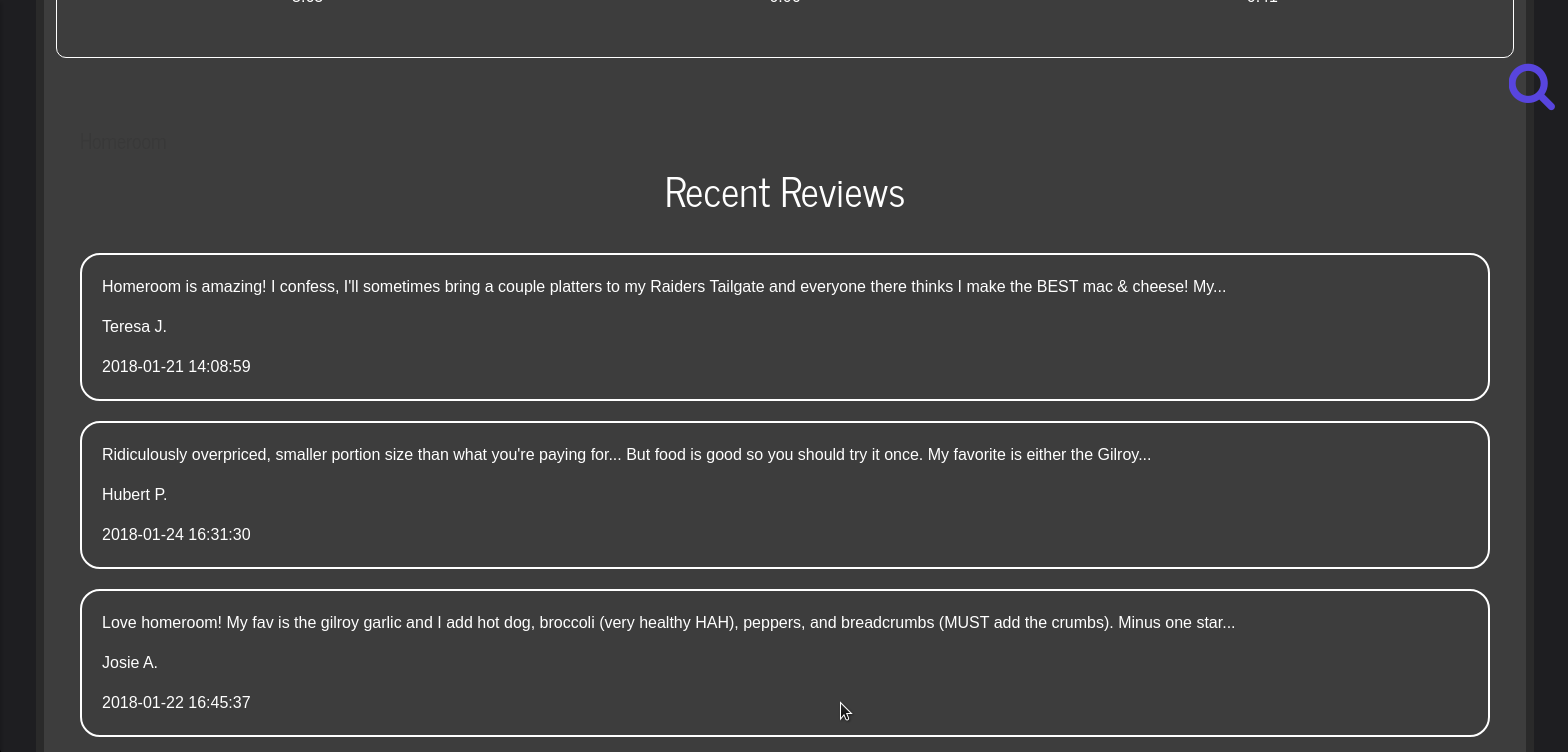 Homeroom
Recent Reviews
Homeroom is amazing! I confess, I'll sometimes bring a couple platters to my Raiders Tailgate and everyone there thinks I make the BEST mac & cheese! My...
Teresa J.
2018-01-21 14:08:59
Ridiculously overpriced, smaller portion size than what you're paying for... But food is good so you should try it once. My favorite is either the Gilroy...
Hubert P.
2018-01-24 16:31:30
Love homeroom! My fav is the gilroy garlic and I add hot dog, broccoli (very healthy HAH), peppers, and breadcrumbs (MUST add the crumbs). Minus one star...
Josie A.
2018-01-22 16:45:37